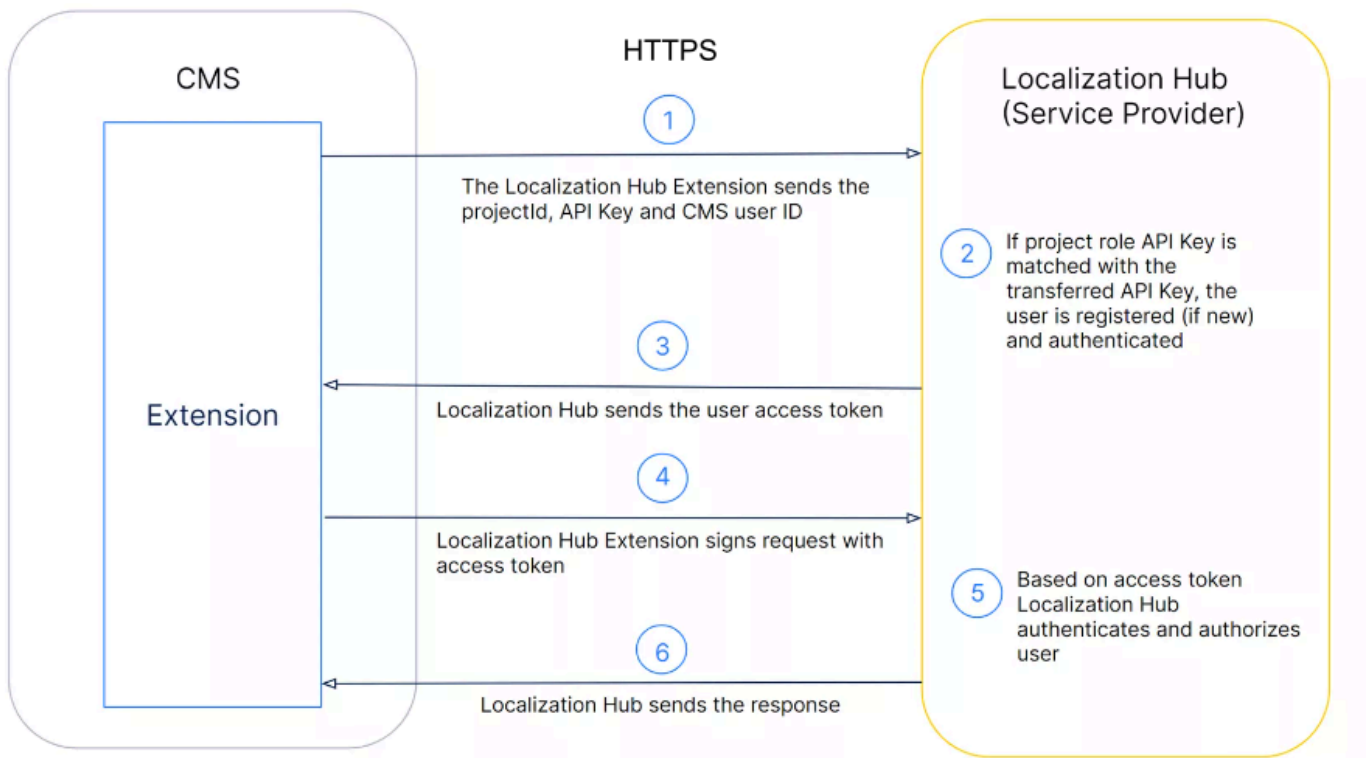 CMS
HTTPS
Localization Hub
(Service Provider)
1
The Localization Hub Extension sends the
projectId, API Key and CMS user ID
2
If project role API Key is
matched with the
transferred API Key, the
user is registered (if new)
and authenticated
3
Localization Hub sends the user access token
Extension
4
Localization Hub Extension signs request with
access token
5
Based on access token
Localization Hub
authenticates and authorizes
user
6
Localization Hub sends the response